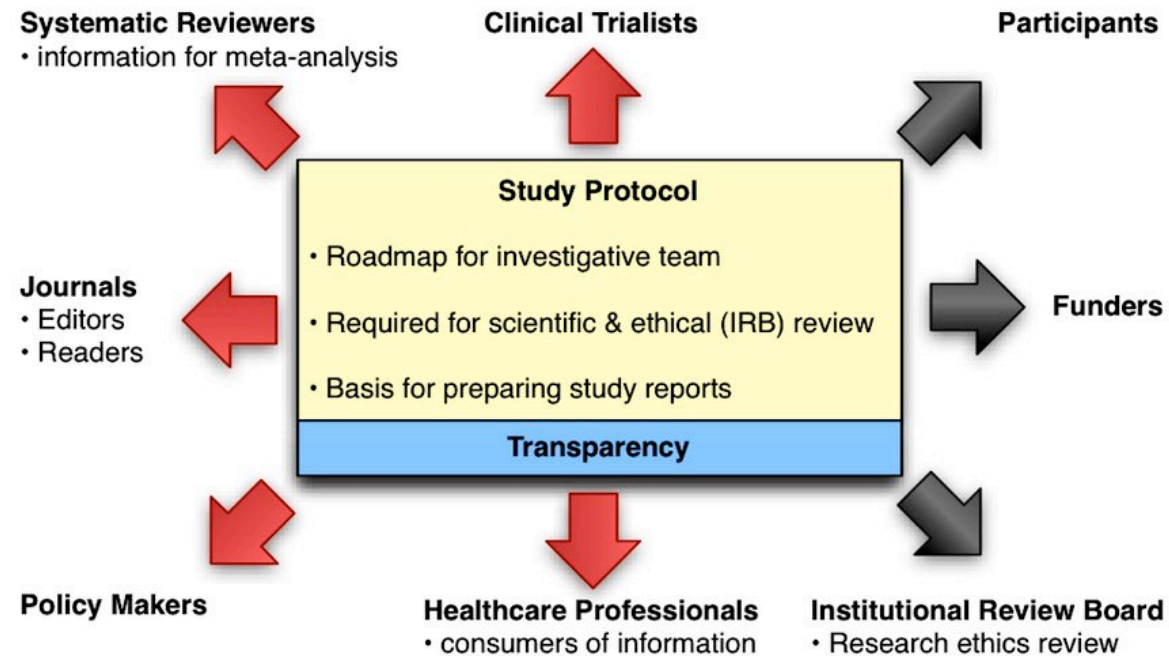 Systematic Reviewers
• information for meta-analysis
Clinical Trialists
Participants
Study Protocol
• Roadmap for investigative team
• Required for scientific & ethical (IRB) review
• Basis for preparing study reports
Transparency
Journals
• Editors
• Readers
Funders
Policy Makers
Healthcare Professionals
• consumers of information
Institutional Review Board
• Research ethics review